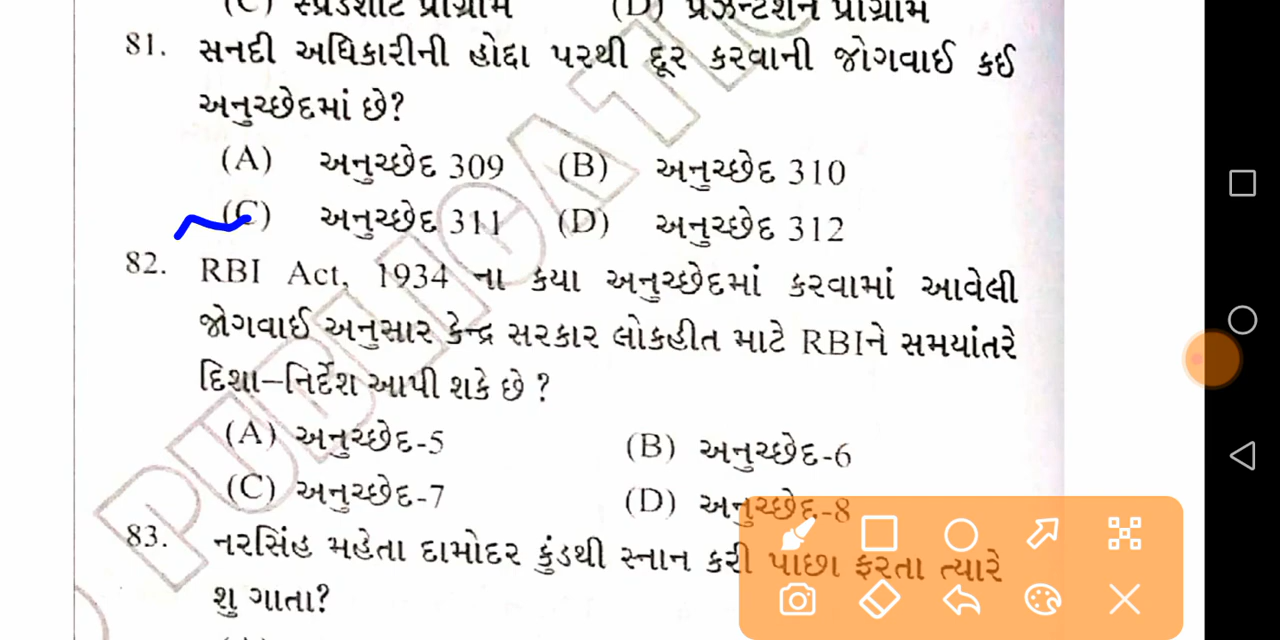 (C) સ્પ્રેડશીટ પ્રોગ્રામ (D) પ્રેઝન્ટેશન પ્રોગ્રામ
81. સનદી અધિકારીની હોદ્દા પરથી દૂર કરવાની જોગવાઈ કઈ
અનુચ્છેદમાં છે?
(A) અનુચ્છેદ 309 (B) અનુચ્છેદ 310
(C) અનુચ્છેદ 311 (D) અનુચ્છેદ 312
82. RBI Act, 1934 ના કયા અનુચ્છેદમાં કરવામાં આવેલી
જોગવાઈ અનુસાર કેન્દ્ર સરકાર લોકહીત માટે RBIને સમયાંતરે
દિશા–નિર્દેશ આપી શકે છે ?
(A) અનુચ્છેદ-5 (B) અનુચ્છેદ-6
(C) અનુચ્છેદ-7 (D) અનુચ્છેદ-8
83. નરસિંહ મહેતા દામોદર કુંડથી સ્નાન કરી પાછા ફરતા ત્યારે
શુ ગાતા?